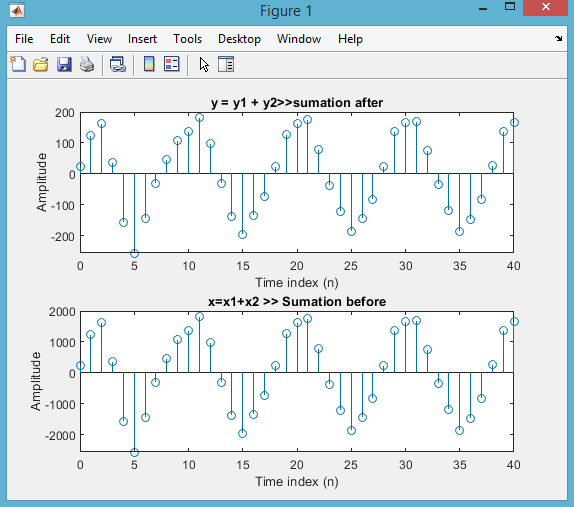 Figure 1
File Edit View Insert Tools Desktop Window Help
y = y1 + y2>>sumation after
200
100
0
-100
-200
Amplitude
0 5 10 15 20 25 30 35 40
Time index (n)
x=x1+x2 >> Sumation before
2000
1000
0
-1000
-2000
Amplitude
0 5 10 15 20 25 30 35 40
Time index (n)